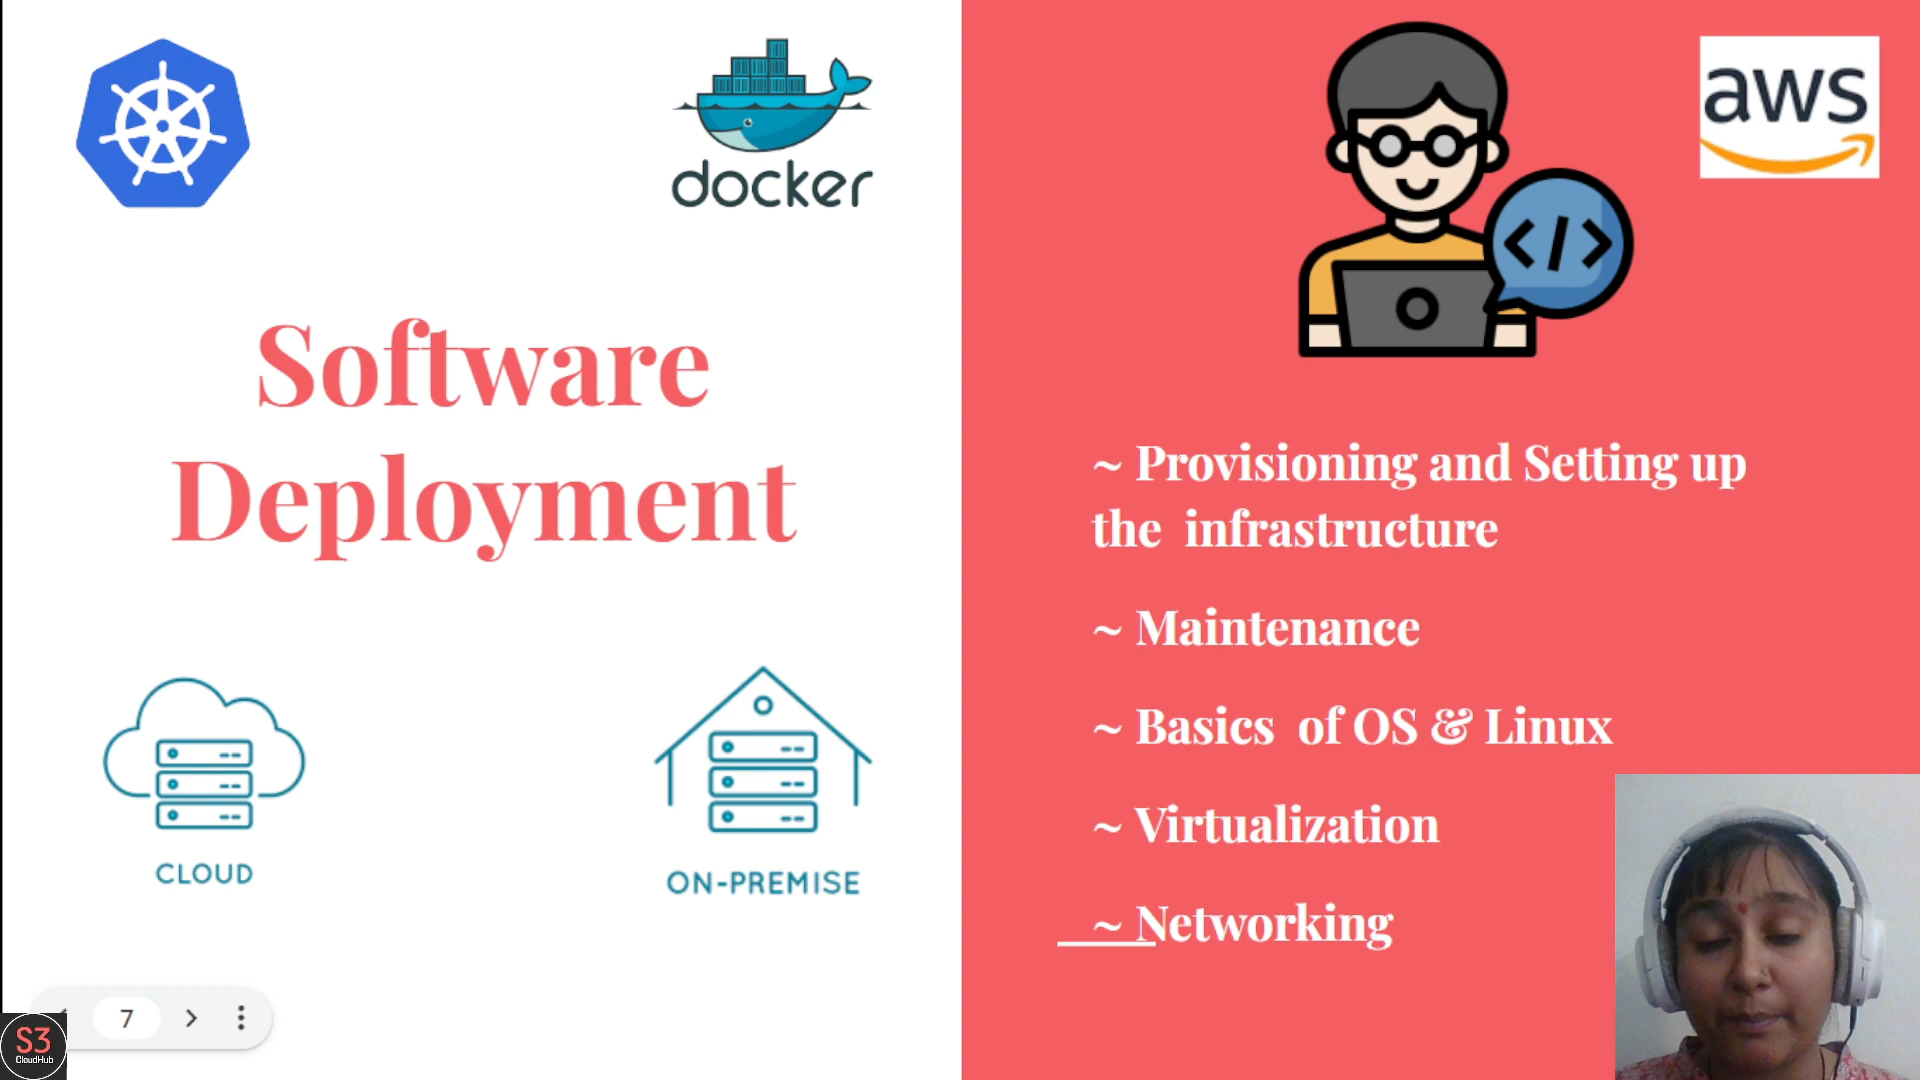 docker
aws
</>
Software
Deployment
~ Provisioning and Setting up
the infrastructure
~ Maintenance
~ Basics of OS & Linux
~ Virtualization
~ Networking
CLOUD
ON-PREMISE
7
S3
CloudHub